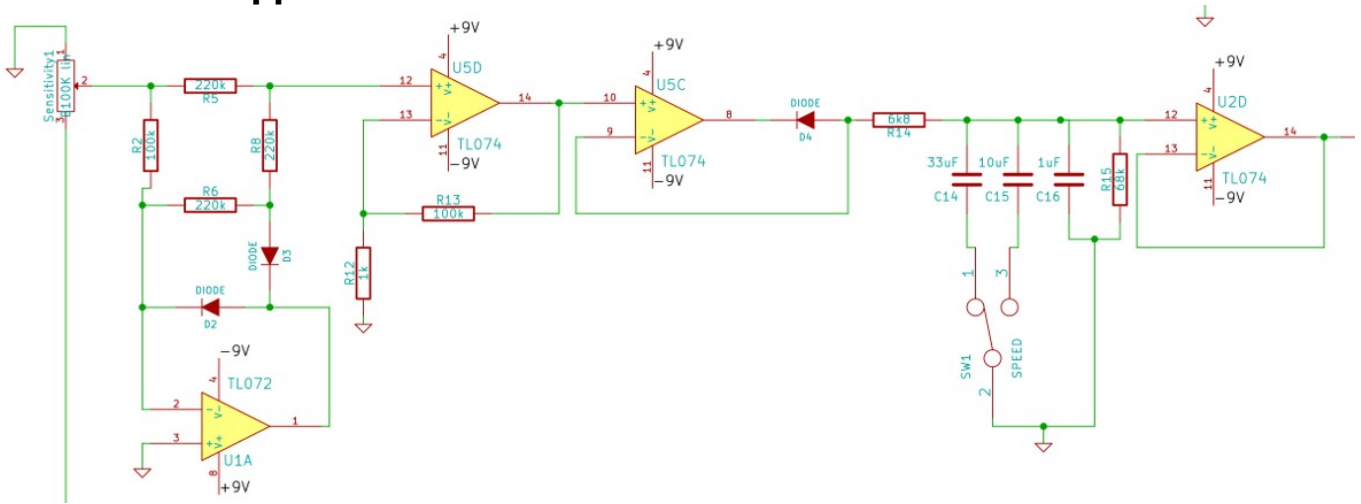 Sensitivity1
100K lin
1
2
3
220k
R5
R2
100k
R8
220k
R6
220k
DIODE
D3
DIODE
D2
-9V
4
TL072
2
-
V-
1
3
+
V+
U1A
8
+9V
+9V
4
U5D
12
+
V+
14
13
-
V-
TL074
11
-9V
R13
100k
R12
1k
+9V
4
U5C
10
+
V+
8
9
-
V-
TL074
11
-9V
DIODE
D4
6k8
R14
33uF
C14
10uF
C15
1uF
C16
R15
68k
1
3
SW1
SPEED
2
+9V
4
U2D
12
+
V+
14
13
-
V-
TL074
11
-9V